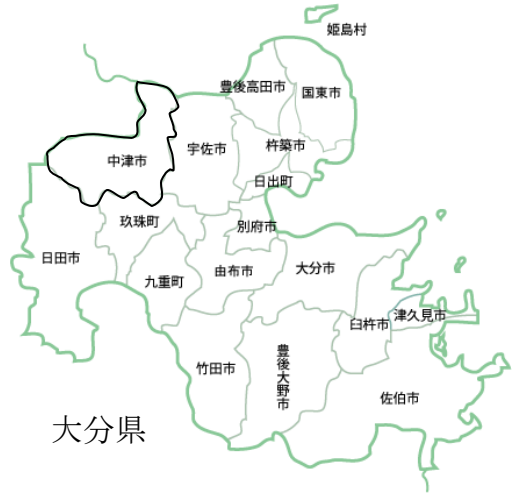 姫島村
豊後高田市
国東市
宇佐市
杵築市
中津市
日出町
玖珠町
別府市
日田市
由布市
大分市
九重町
津久見市
臼杵市
竹田市
豊後大野市
佐伯市
大分県